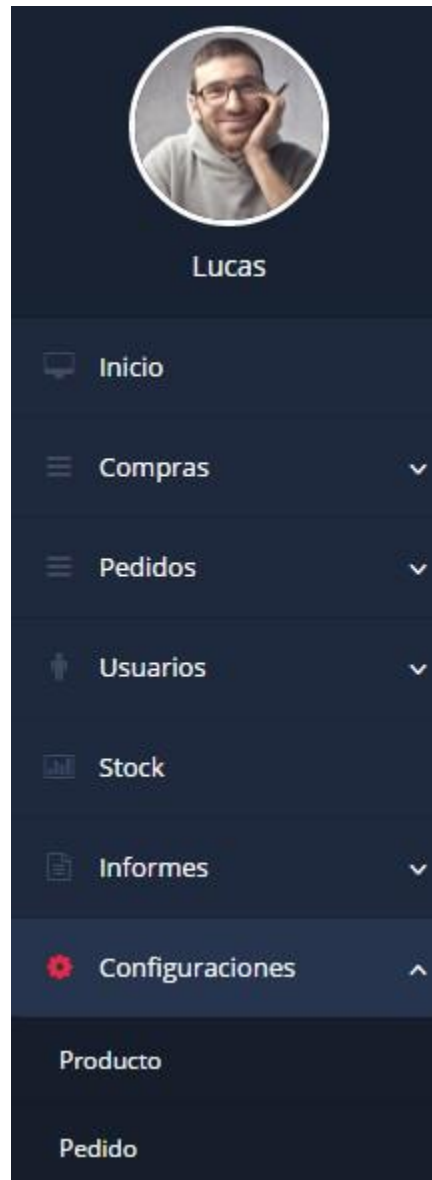 Lucas
Inicio
Compras
Pedidos
Usuarios
Stock
Informes
Configuraciones
Producto
Pedido